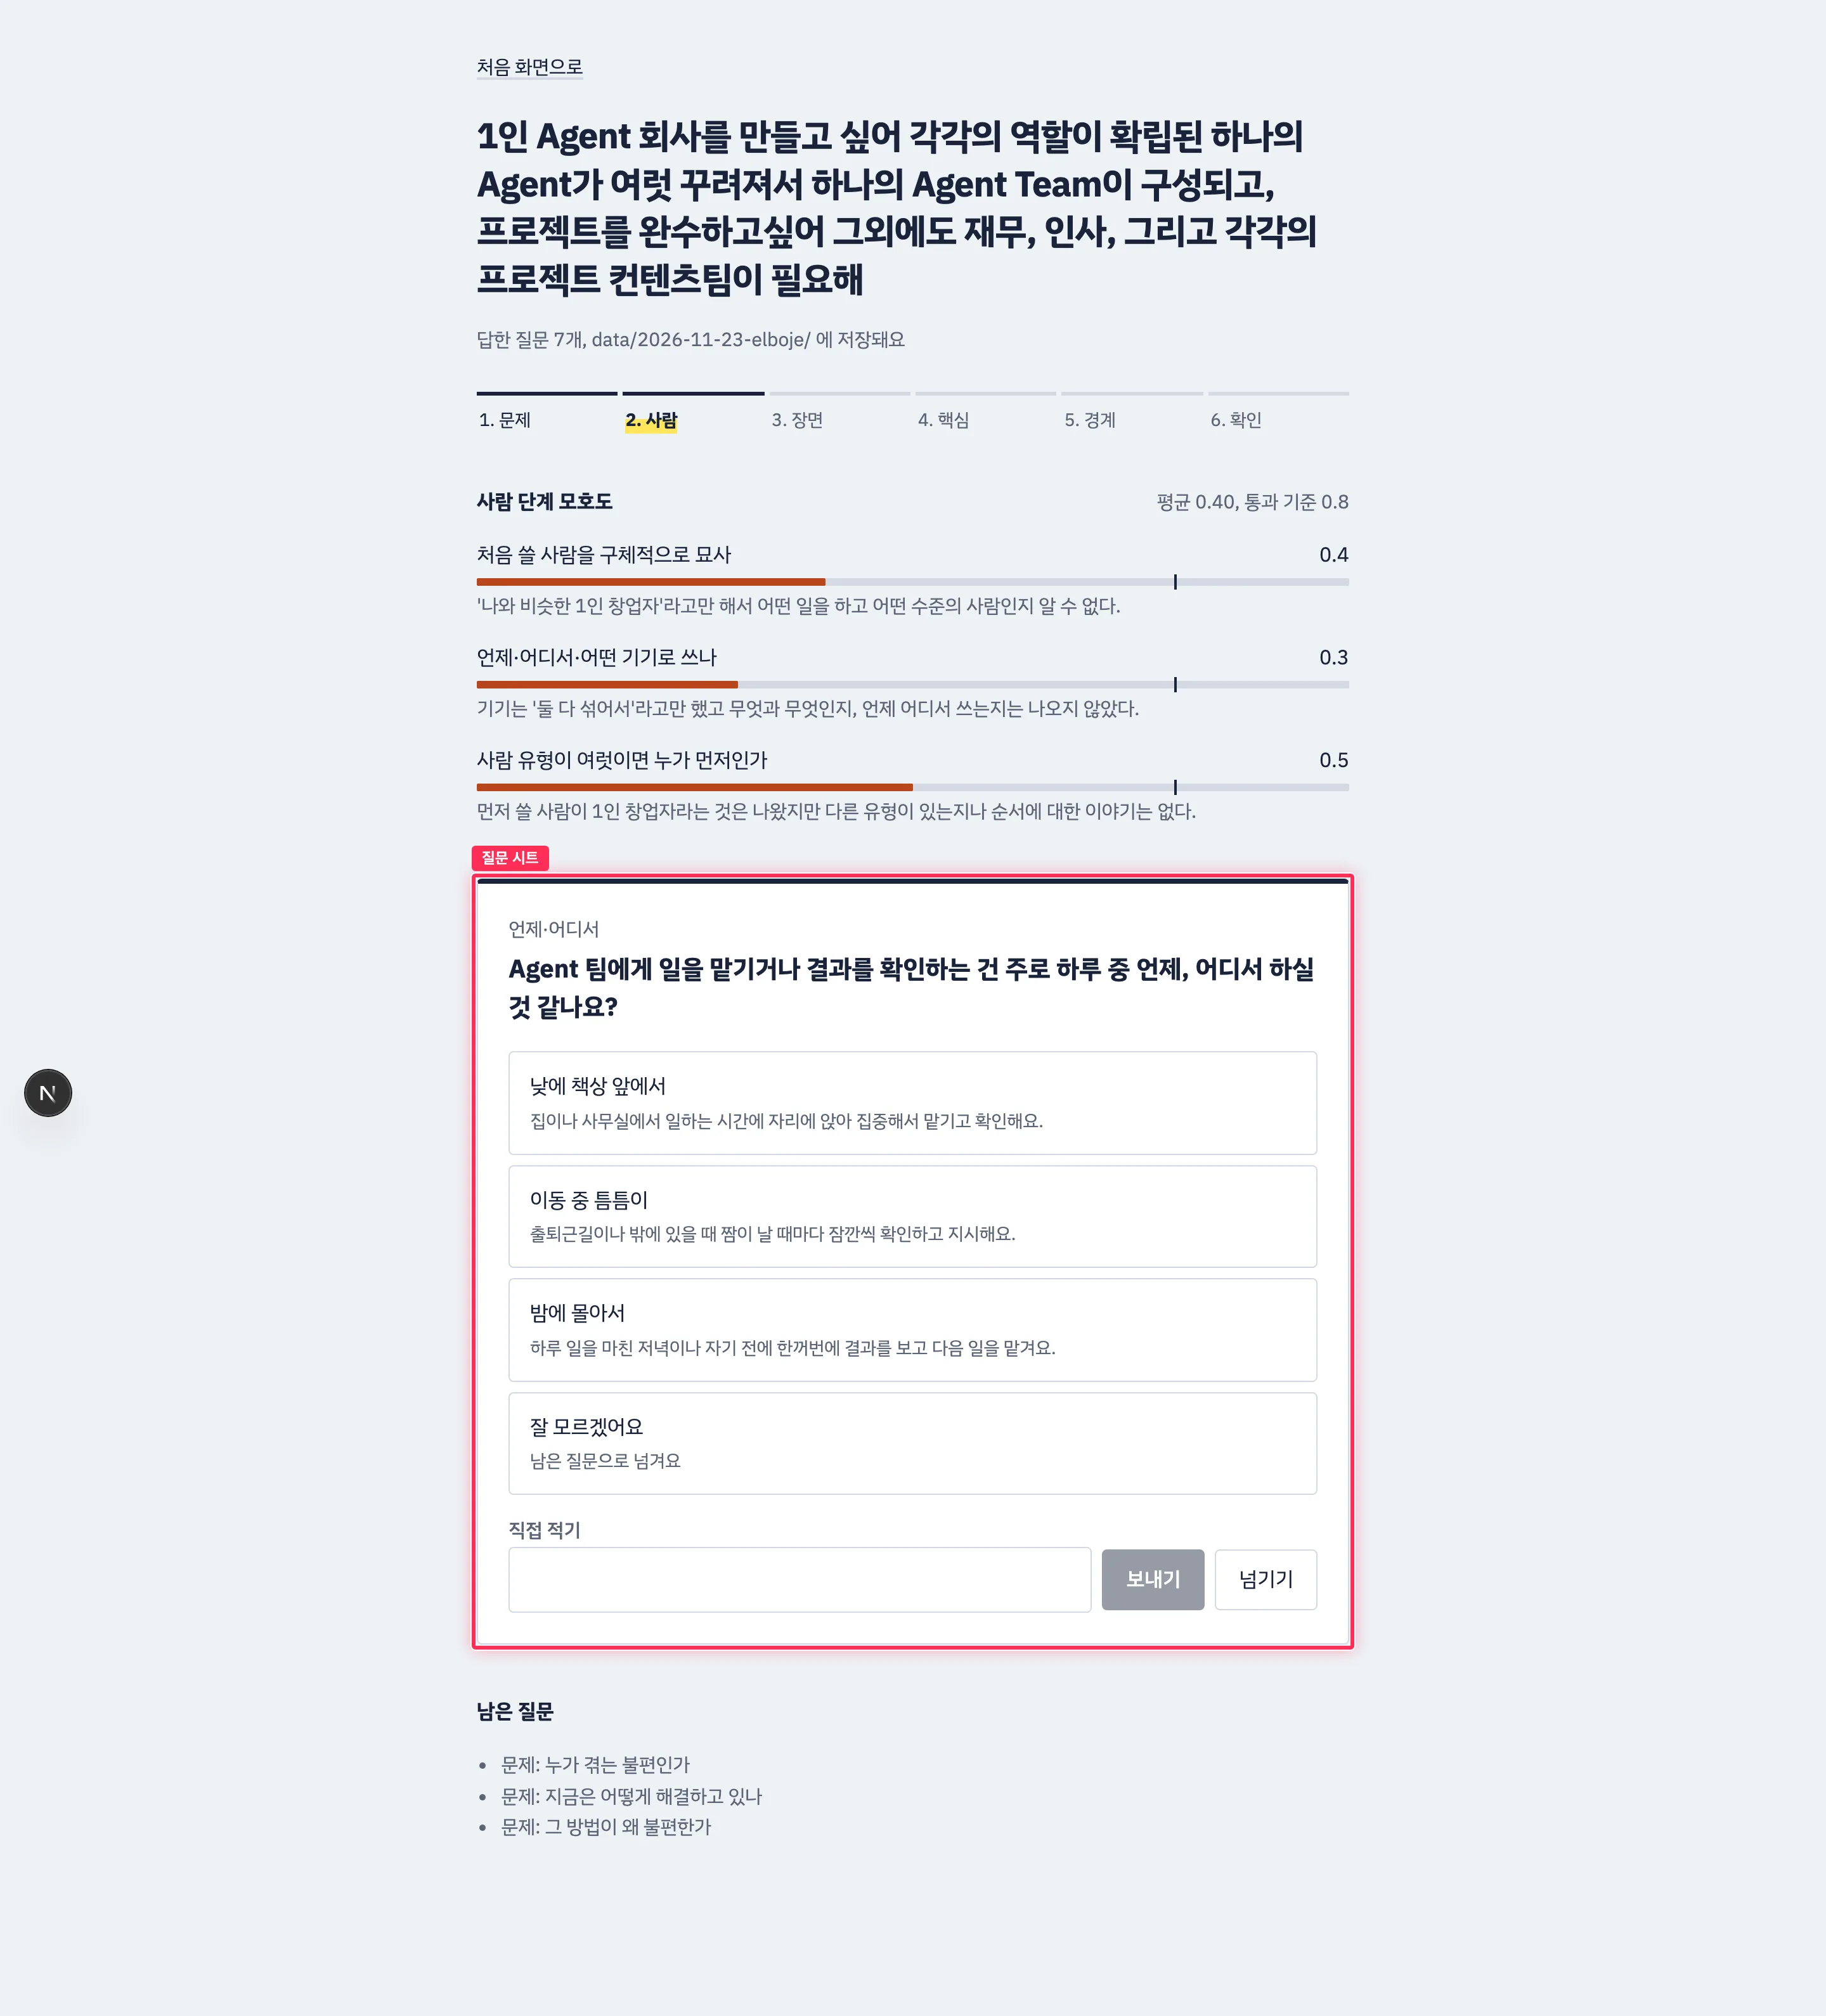 처음 화면으로
1인 Agent 회사를 만들고 싶어 각각의 역할이 확립된 하나의
Agent가 여럿 꾸려져서 하나의 Agent Team이 구성되고,
프로젝트를 완수하고싶어 그외에도 재무, 인사, 그리고 각각의
프로젝트 컨텐츠팀이 필요해
답한 질문 7개, data/2026-11-23-elboje/ 에 저장돼요
1. 문제
2. 사람
3. 장면
4. 핵심
5. 경계
6. 확인
사람 단계 모호도
평균 0.40, 통과 기준 0.8
처음 쓸 사람을 구체적으로 묘사
0.4
'나와 비슷한 1인 창업자'라고만 해서 어떤 일을 하고 어떤 수준의 사람인지 알 수 없다.
언제·어디서·어떤 기기로 쓰나
0.3
기기는 '둘 다 섞어서'라고만 했고 무엇과 무엇인지, 언제 어디서 쓰는지는 나오지 않았다.
사람 유형이 여럿이면 누가 먼저인가
0.5
먼저 쓸 사람이 1인 창업자라는 것은 나왔지만 다른 유형이 있는지나 순서에 대한 이야기는 없다.
질문 시트
언제·어디서
Agent 팀에게 일을 맡기거나 결과를 확인하는 건 주로 하루 중 언제, 어디서 하실
것 같나요?
낮에 책상 앞에서
집이나 사무실에서 일하는 시간에 자리에 앉아 집중해서 맡기고 확인해요.
이동 중 틈틈이
출퇴근길이나 밖에 있을 때 짬이 날 때마다 잠깐씩 확인하고 지시해요.
밤에 몰아서
하루 일을 마친 저녁이나 자기 전에 한꺼번에 결과를 보고 다음 일을 맡겨요.
잘 모르겠어요
남은 질문으로 넘겨요
직접 적기
보내기
넘기기
남은 질문
• 문제: 누가 겪는 불편인가
• 문제: 지금은 어떻게 해결하고 있나
• 문제: 그 방법이 왜 불편한가
N